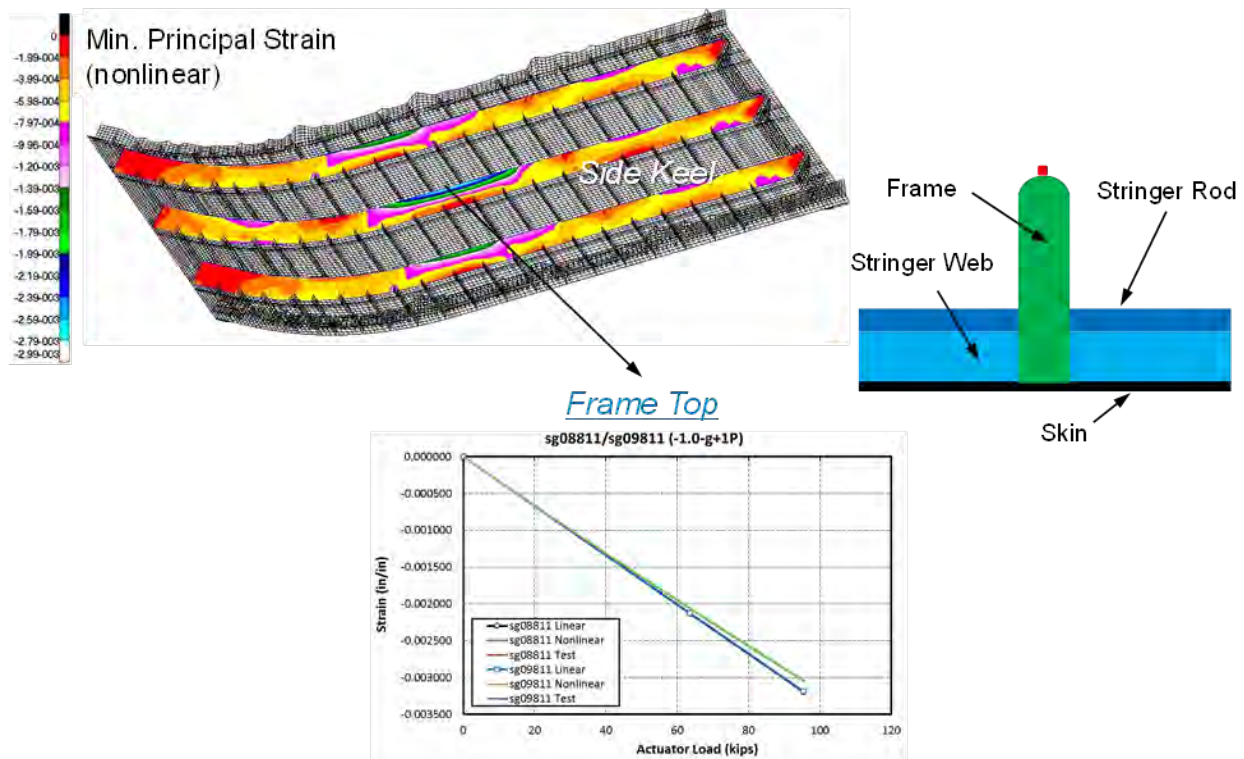 Min. Principal Strain
(nonlinear)
0
-1.99-004
-3.99-004
-5.98-004
-7.97-004
-9.96-004
-1.20-003
-1.39-003
-1.59-003
-1.79-003
-1.99-003
-2.19-003
-2.39-003
-2.59-003
-2.79-003
-2.99-003
Side Keel
Frame
Stringer Rod
Stringer Web
Skin
Frame Top
sg08811/sg09811 (-1.0-g+1P)
0.000000
-0.000500
-0.001000
-0.001500
-0.002000
-0.002500
-0.003000
-0.003500
Strain (in/in)
sg08811 Linear
sg08811 Nonlinear
sg08811 Test
sg09811 Linear
sg09811 Nonlinear
sg09811 Test
0 20 40 60 80 100 120
Actuator Load (kips)